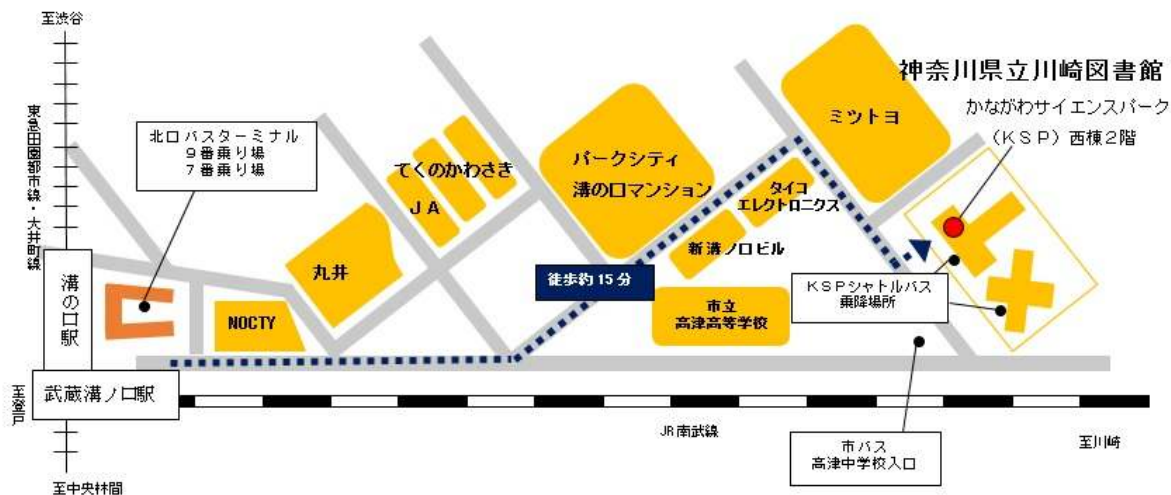 至渋谷
東急田園都市線・大井町線
北口バスターミナル
9番乗り場
7番乗り場
てくのかわさき
JA
丸井
NOCTY
溝の口駅
武蔵溝ノ口駅
至登戸
至中央林間
パークシティ
溝の口マンション
徒歩約15分
新溝ノ口ビル
タイコ
エレクトロニクス
市立
高津高等学校
ミツトヨ
神奈川県立川崎図書館
かながわサイエンスパーク
(KSP)西棟2階
KSPシャトルバス
乗降場所
市バス
高津中学校入口
JR南武線
至川崎